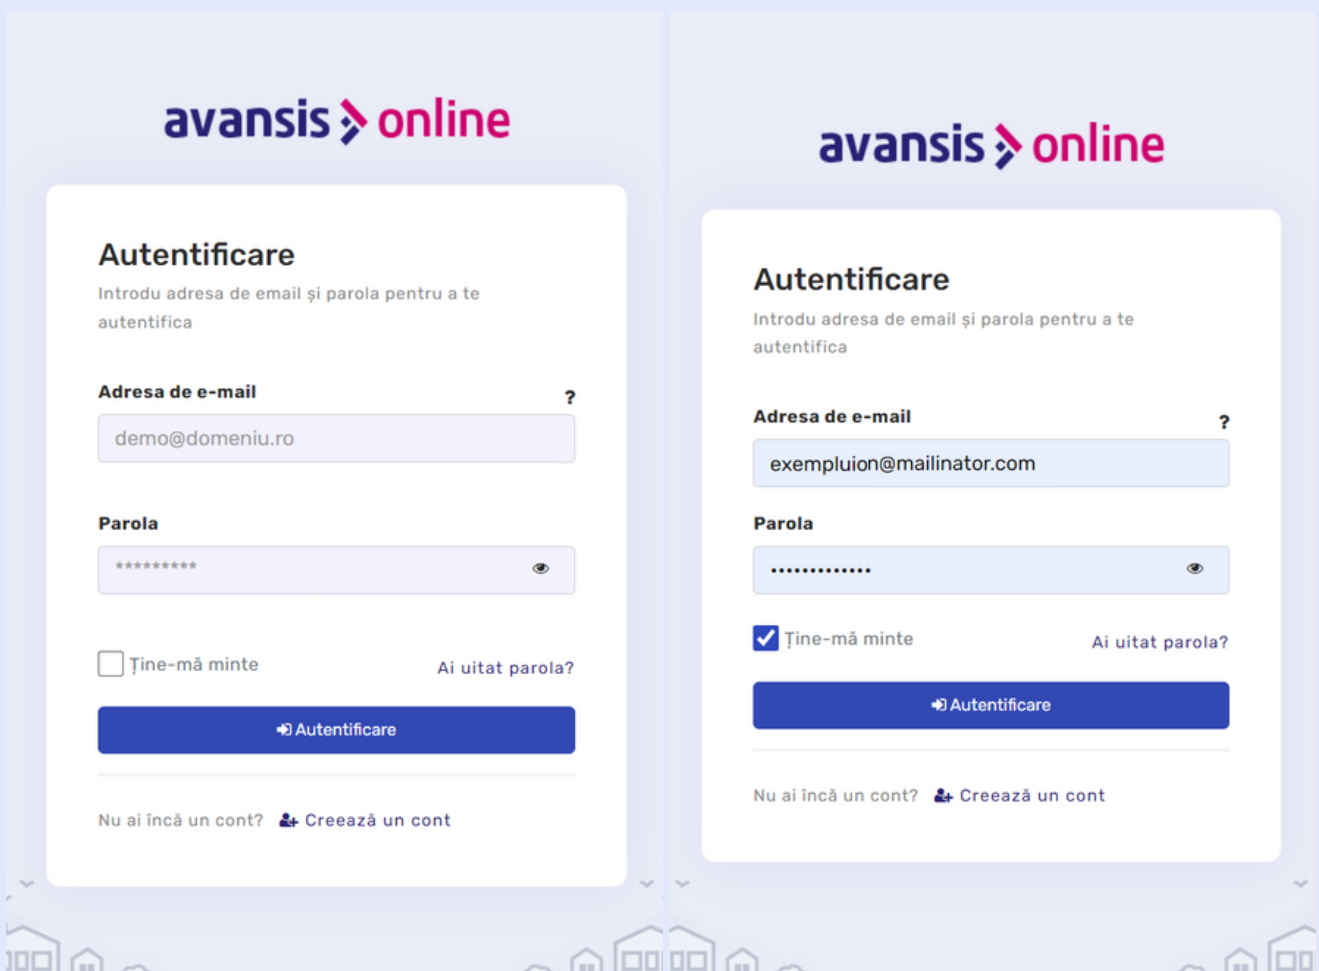 avansis online
Autentificare
Introdu adresa de email și parola pentru a te
autentifica
Adresa de e-mail ?
demo@domeniu.ro
Parola
*********
Ține-mă minte Ai uitat parola?
Autentificare
Nu ai încă un cont? Creează un cont
avansis online
Autentificare
Introdu adresa de email și parola pentru a te
autentifica
Adresa de e-mail ?
exempluion@mailinator.com
Parola
•••••••••••••
Ține-mă minte Ai uitat parola?
Autentificare
Nu ai încă un cont? Creează un cont